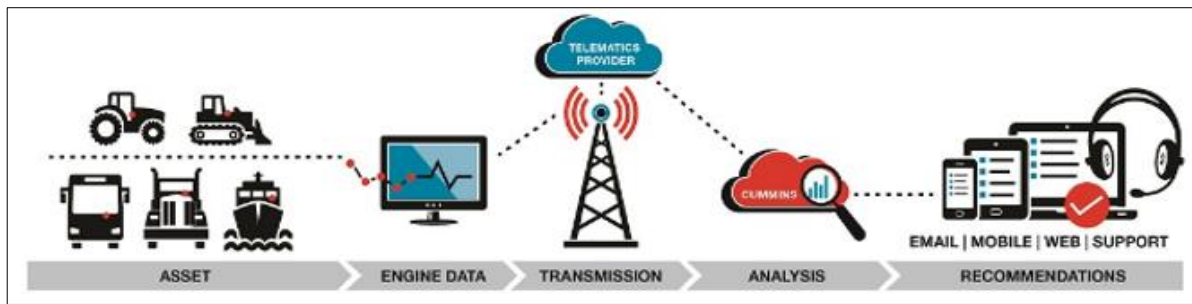 TELEMATICS
PROVIDER
CUMMINS
EMAIL | MOBILE | WEB | SUPPORT
ASSET
ENGINE DATA
TRANSMISSION
ANALYSIS
RECOMMENDATIONS